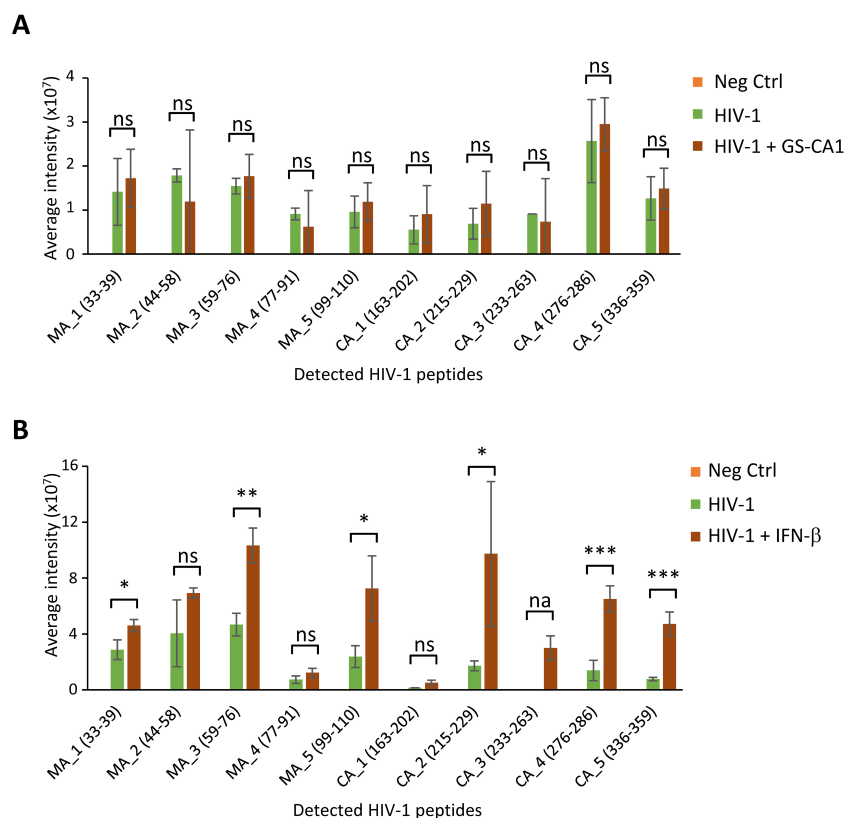 A
Average intensity (x10⁷)
4
3
2
1
0
ns
ns
ns
ns
ns
ns
ns
ns
ns
ns
Neg Ctrl
HIV-1
HIV-1 + GS-CA1
MA_1 (33-39)
MA_2 (44-58)
MA_3 (59-76)
MA_4 (77-91)
MA_5 (99-110)
CA_1 (163-202)
CA_2 (215-229)
CA_3 (233-263)
CA_4 (276-286)
CA_5 (336-359)
Detected HIV-1 peptides
B
Average intensity (x10⁷)
16
12
8
4
0
*
ns
**
ns
*
ns
*
na
***
***
Neg Ctrl
HIV-1
HIV-1 + IFN-β
MA_1 (33-39)
MA_2 (44-58)
MA_3 (59-76)
MA_4 (77-91)
MA_5 (99-110)
CA_1 (163-202)
CA_2 (215-229)
CA_3 (233-263)
CA_4 (276-286)
CA_5 (336-359)
Detected HIV-1 peptides